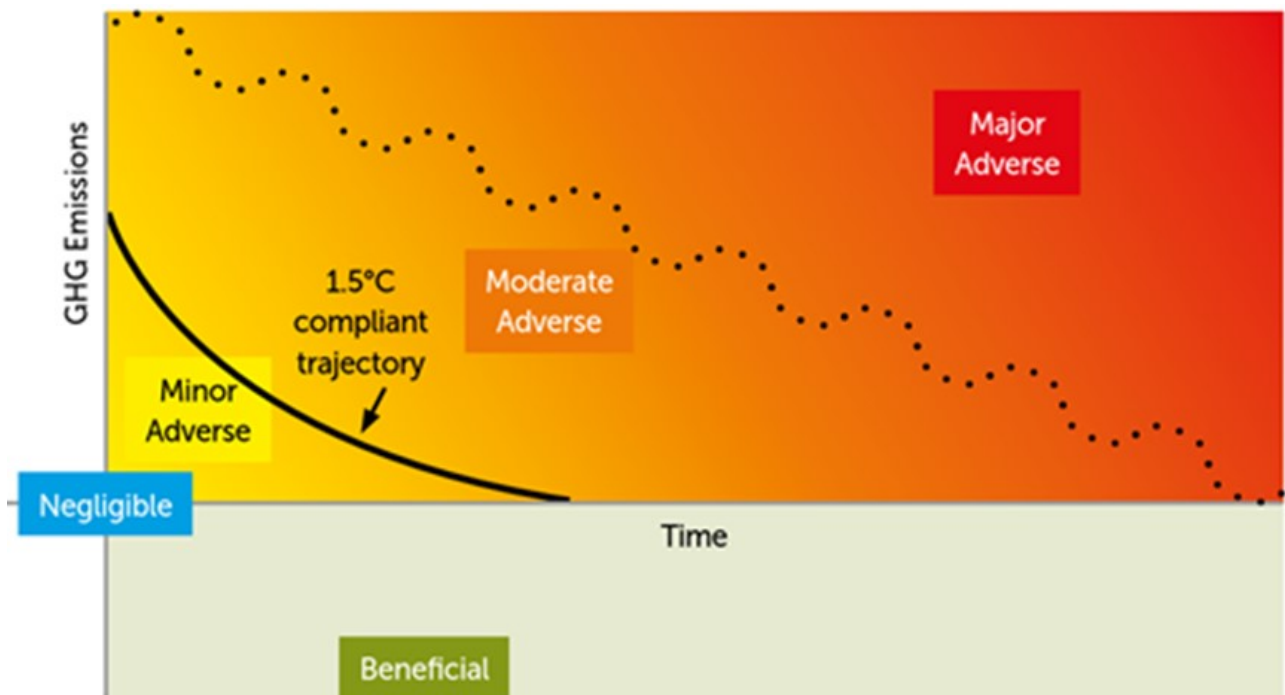 GHG Emissions
Major
Adverse
1.5°C
compliant
trajectory
Moderate
Adverse
Minor
Adverse
Negligible
Time
Beneficial